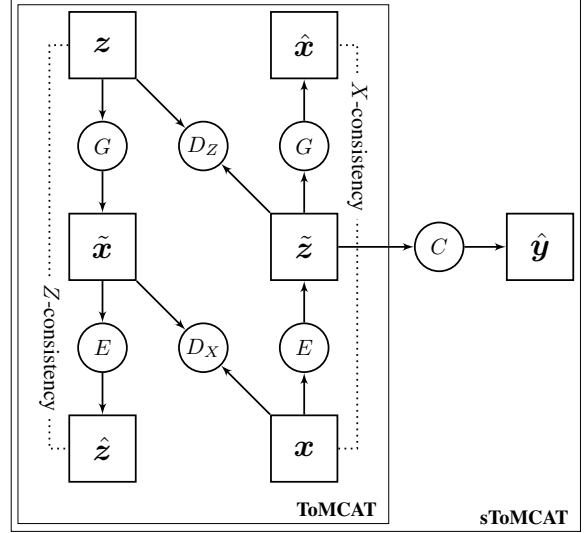 z
x̂
G
D_Z
G
X-consistency
x̃
z̃
C
ŷ
Z-consistency
E
D_X
E
ẑ
x
ToMCAT
sToMCAT